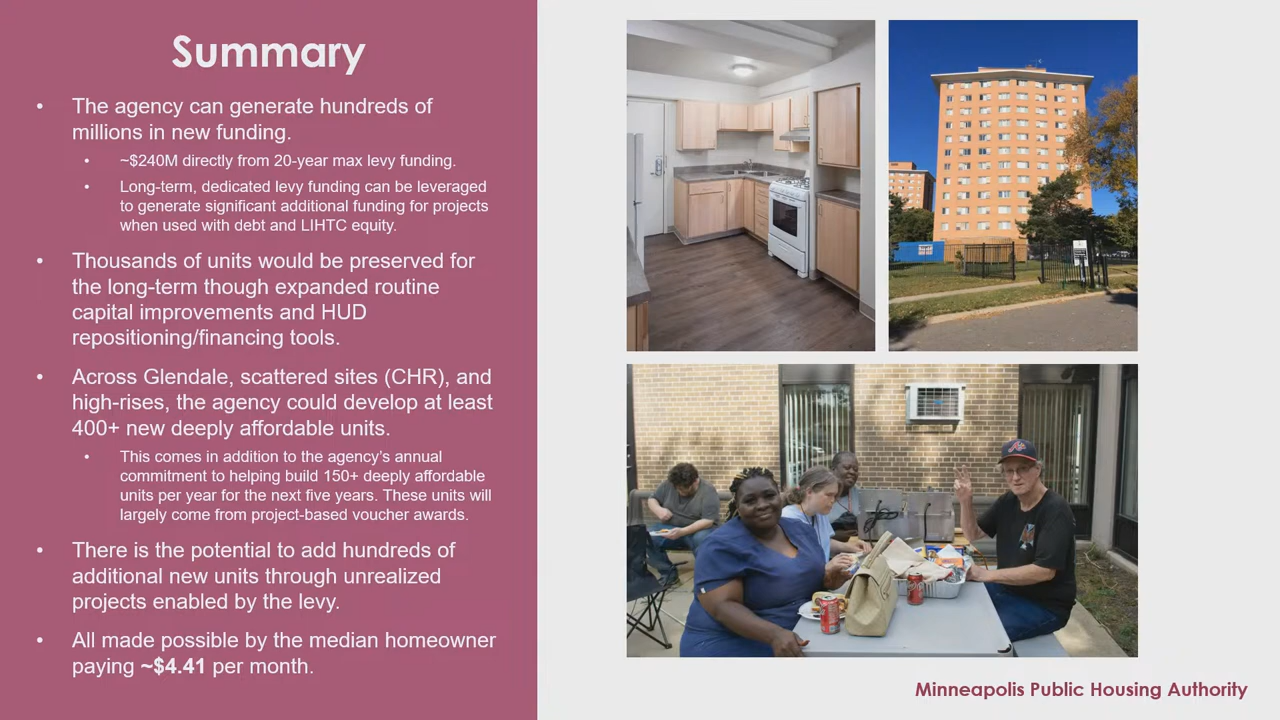 Summary
• The agency can generate hundreds of
millions in new funding.
• ~$240M directly from 20-year max levy funding.
• Long-term, dedicated levy funding can be leveraged
to generate significant additional funding for projects
when used with debt and LIHTC equity.
• Thousands of units would be preserved for
the long-term though expanded routine
capital improvements and HUD
repositioning/financing tools.
• Across Glendale, scattered sites (CHR), and
high-rises, the agency could develop at least
400+ new deeply affordable units.
• This comes in addition to the agency's annual
commitment to helping build 150+ deeply affordable
units per year for the next five years. These units will
largely come from project-based voucher awards.
• There is the potential to add hundreds of
additional new units through unrealized
projects enabled by the levy.
• All made possible by the median homeowner
paying ~$4.41 per month.
Minneapolis Public Housing Authority